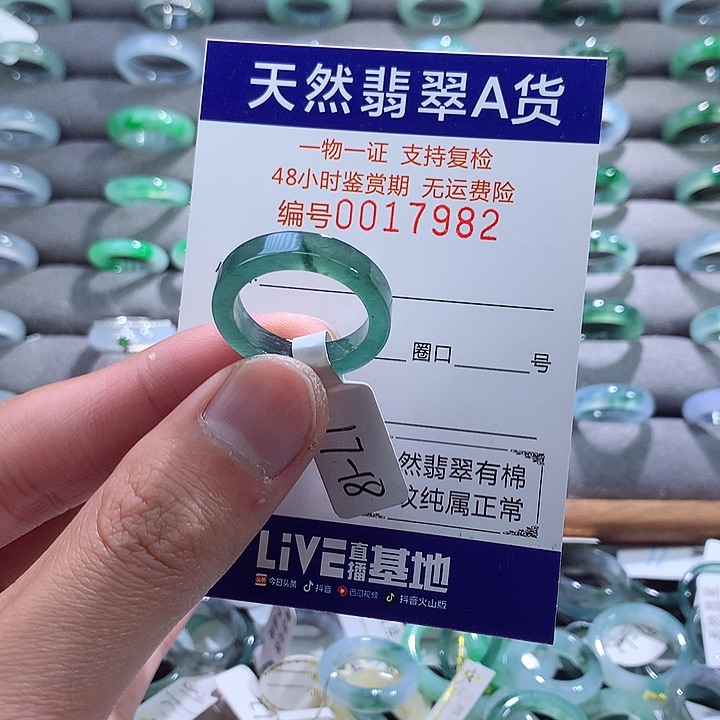 天然翡翠A货
一物一证 支持复检
48小时鉴赏期 无运费险
编号0017982
圈口 号
然翡翠有棉
纹纯属正常
17-18
LiVE直播基地
今日头条 抖音 西瓜视频 抖音火山版